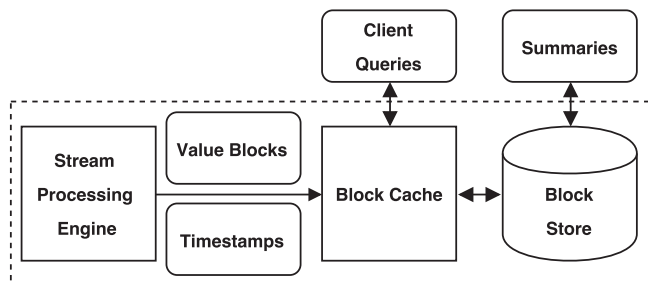 Client
Queries
Summaries
Stream
Processing
Engine
Value Blocks
Timestamps
Block Cache
Block
Store